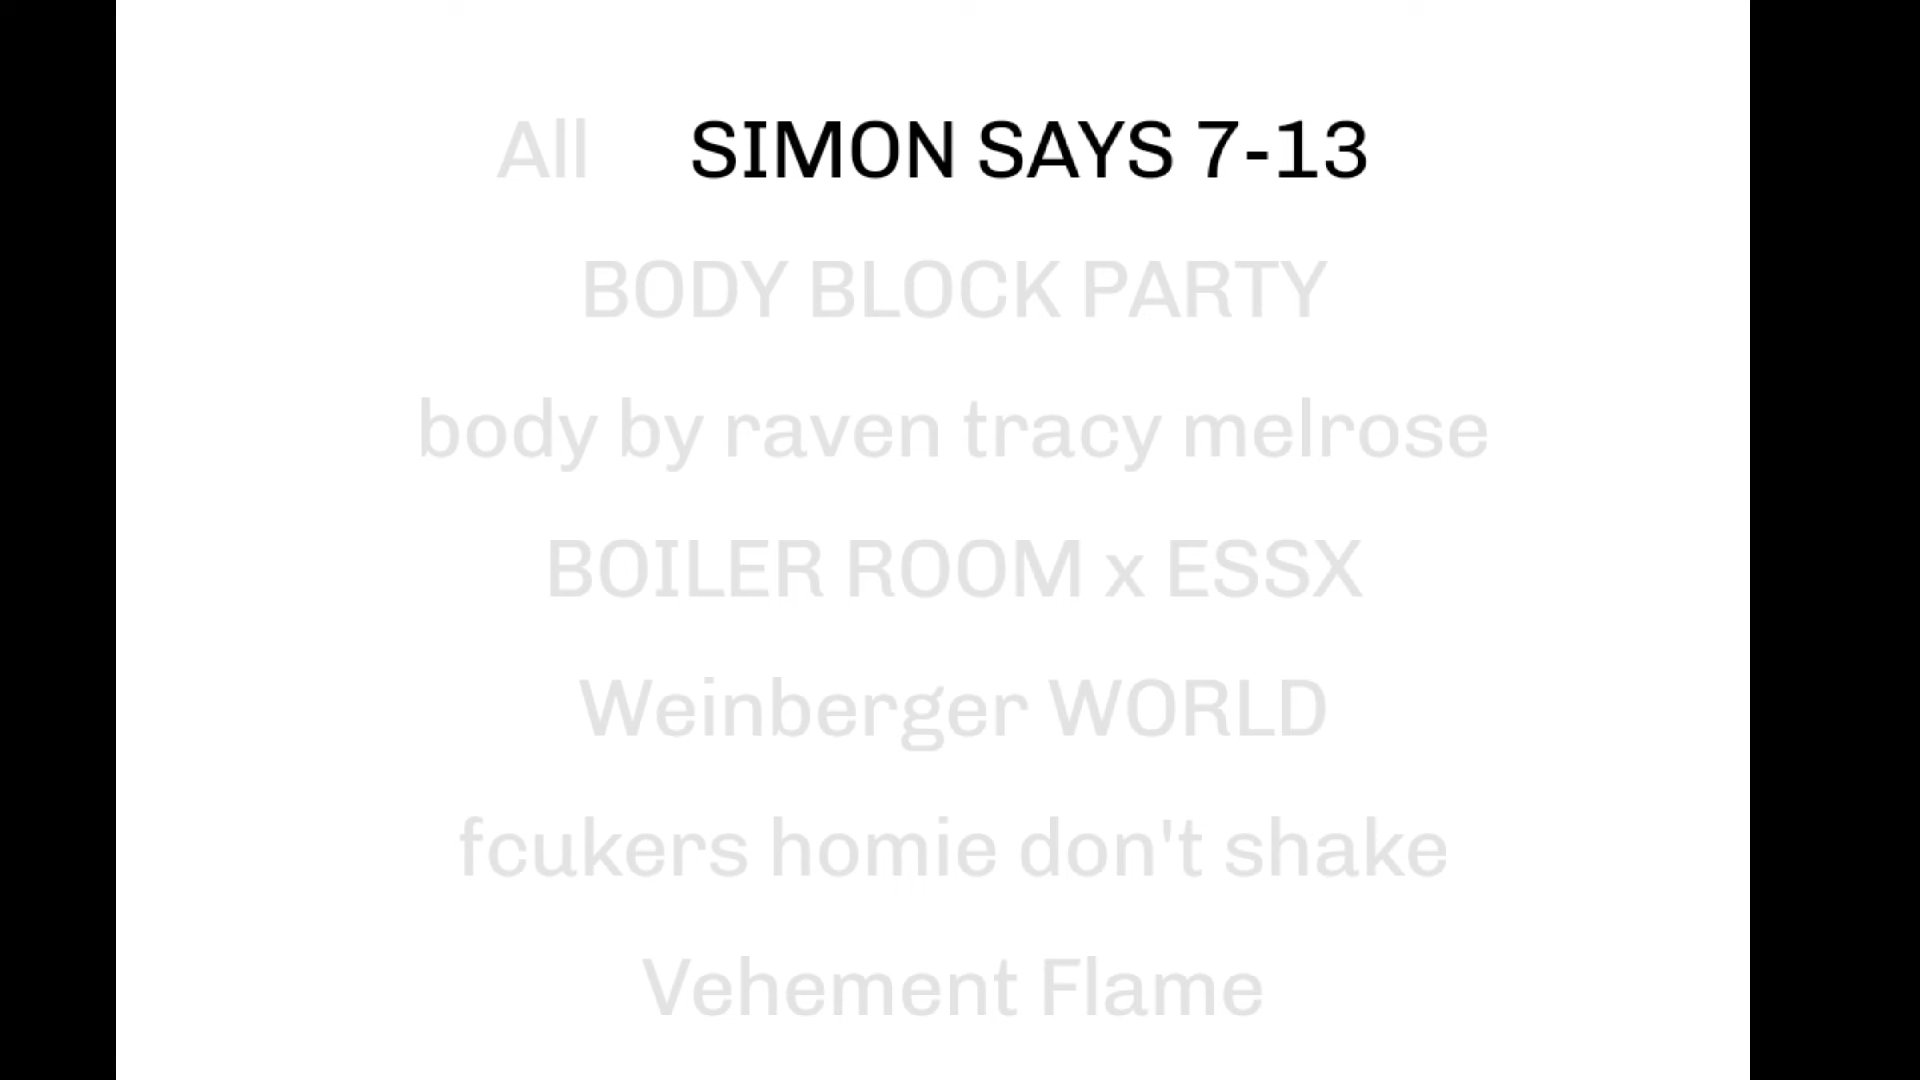 All SIMON SAYS 7-13
BODY BLOCK PARTY
body by raven tracy melrose
BOILER ROOM x ESSX
Weinberger WORLD
fcukers homie don't shake
Vehement Flame